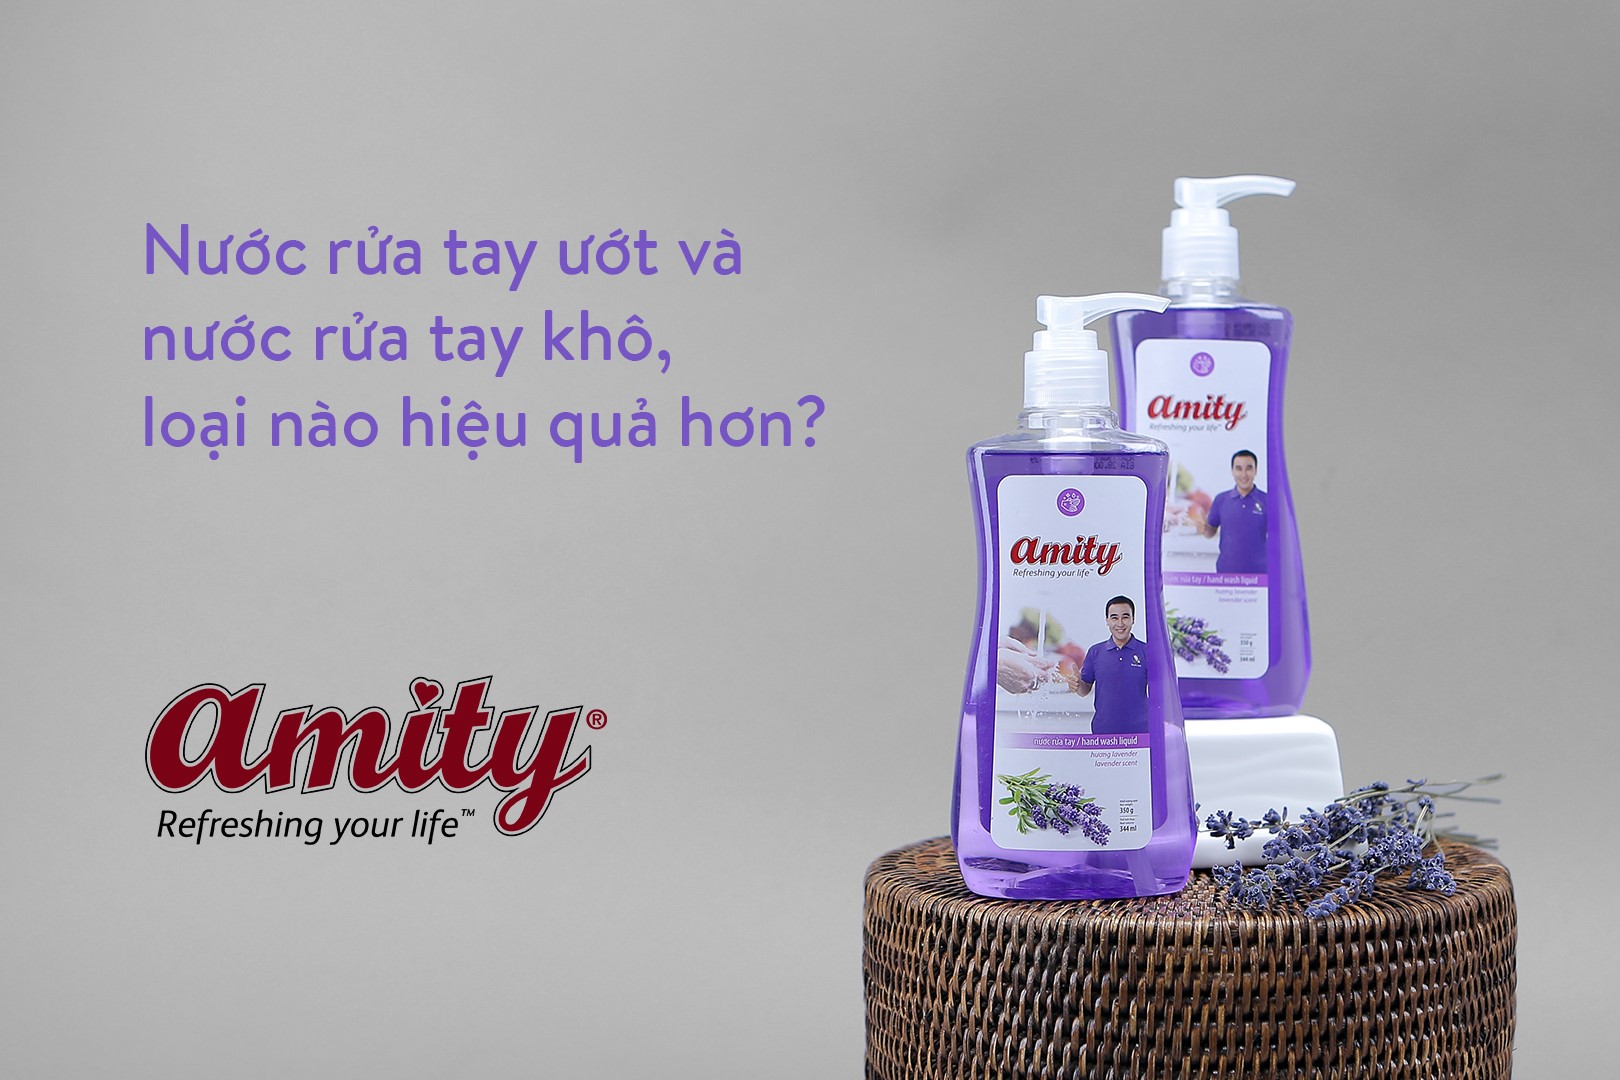 Nước rửa tay ướt và
nước rửa tay khô,
loại nào hiệu quả hơn?
amity®
Refreshing your life™
amity
Refreshing your life™
nước rửa tay / hand wash liquid
hương lavender
lavender scent
350 g
344 ml
amity
Refreshing your life™
rửa tay / hand wash liquid
hương lavender
lavender scent
350 g
344 ml